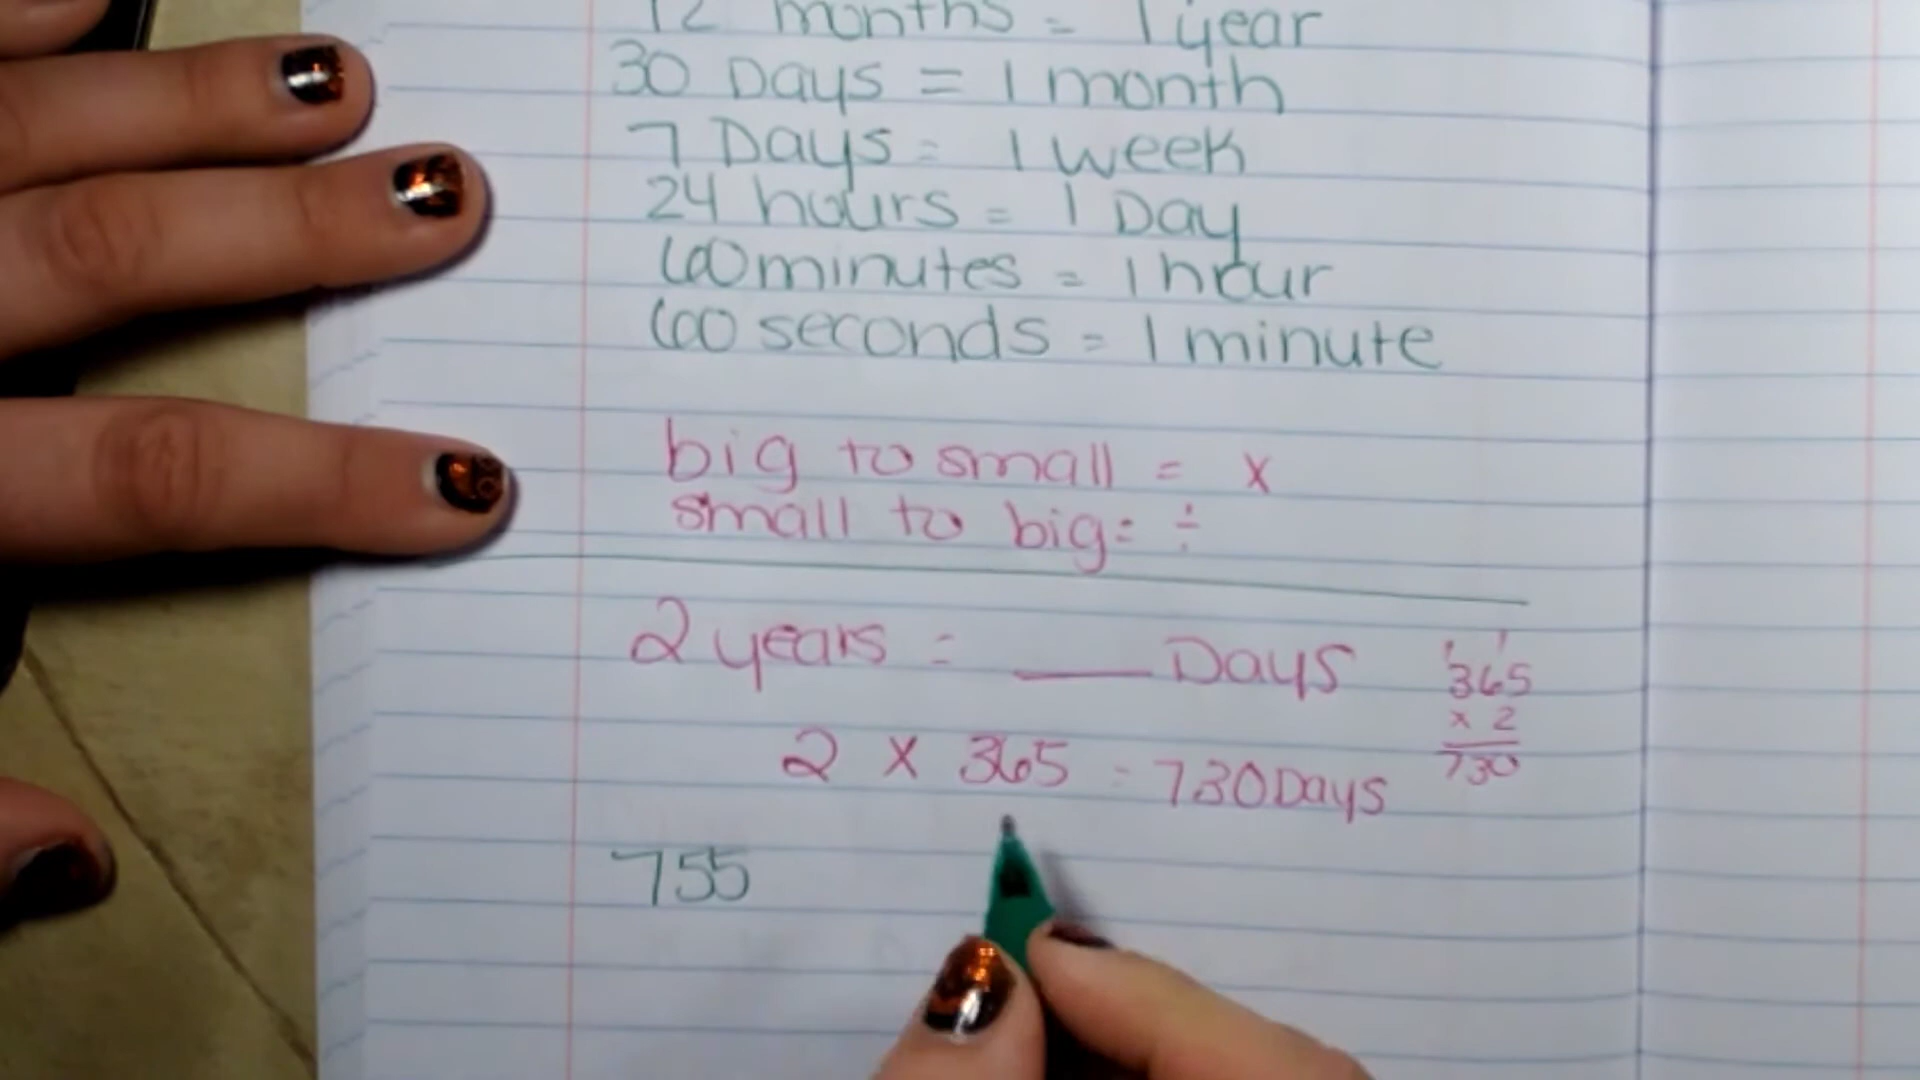 12 months = 1 year
30 Days = 1 month
7 Days = 1 week
24 hours = 1 Day
60 minutes = 1 hour
60 seconds = 1 minute
big to small = x
small to big = ÷
2 years = ___ Days
1 1
365
x 2
730
2 x 365 = 730 Days
755